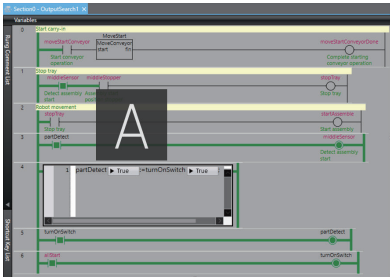 Section0 - OutputSearch1 ×
Variables
Rung Comment List
Shortcut Key List
0 Start carry-in
MoveStart
moveStartConveyor MoveConveyor moveStartConveyorDone
start fin
Start conveyor operation
Complete starting conveyor operation
1 Stop tray
middleSensor middleStopper stopTray
Detect assembly start
Stop tray
2 Robot movement
stopTray startAssemble
Stop tray Start assembly
3 partDetect middleSensor
Detect assembly start
A
4
1 partDetect ▶ True :=turnOnSwitch ▶ True ;
5 turnOnSwitch partDetect
6 allStart turnOnSwitch